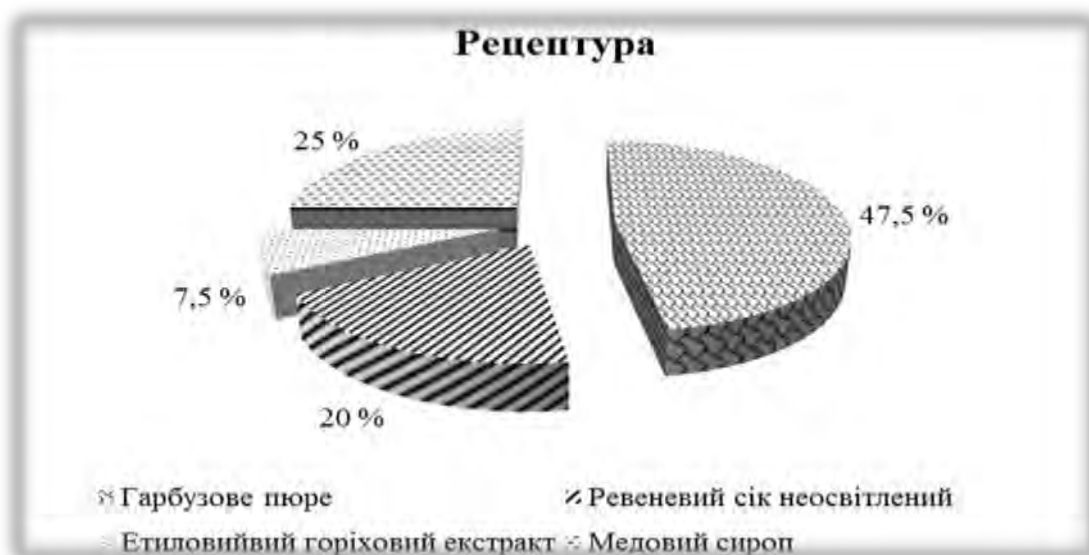 Рецептура
25 %
47,5 %
7,5 %
20 %
Гарбузове пюре
Ревеневий сік неосвітлений
Етиловийвий горіховий екстракт
Медовий сироп